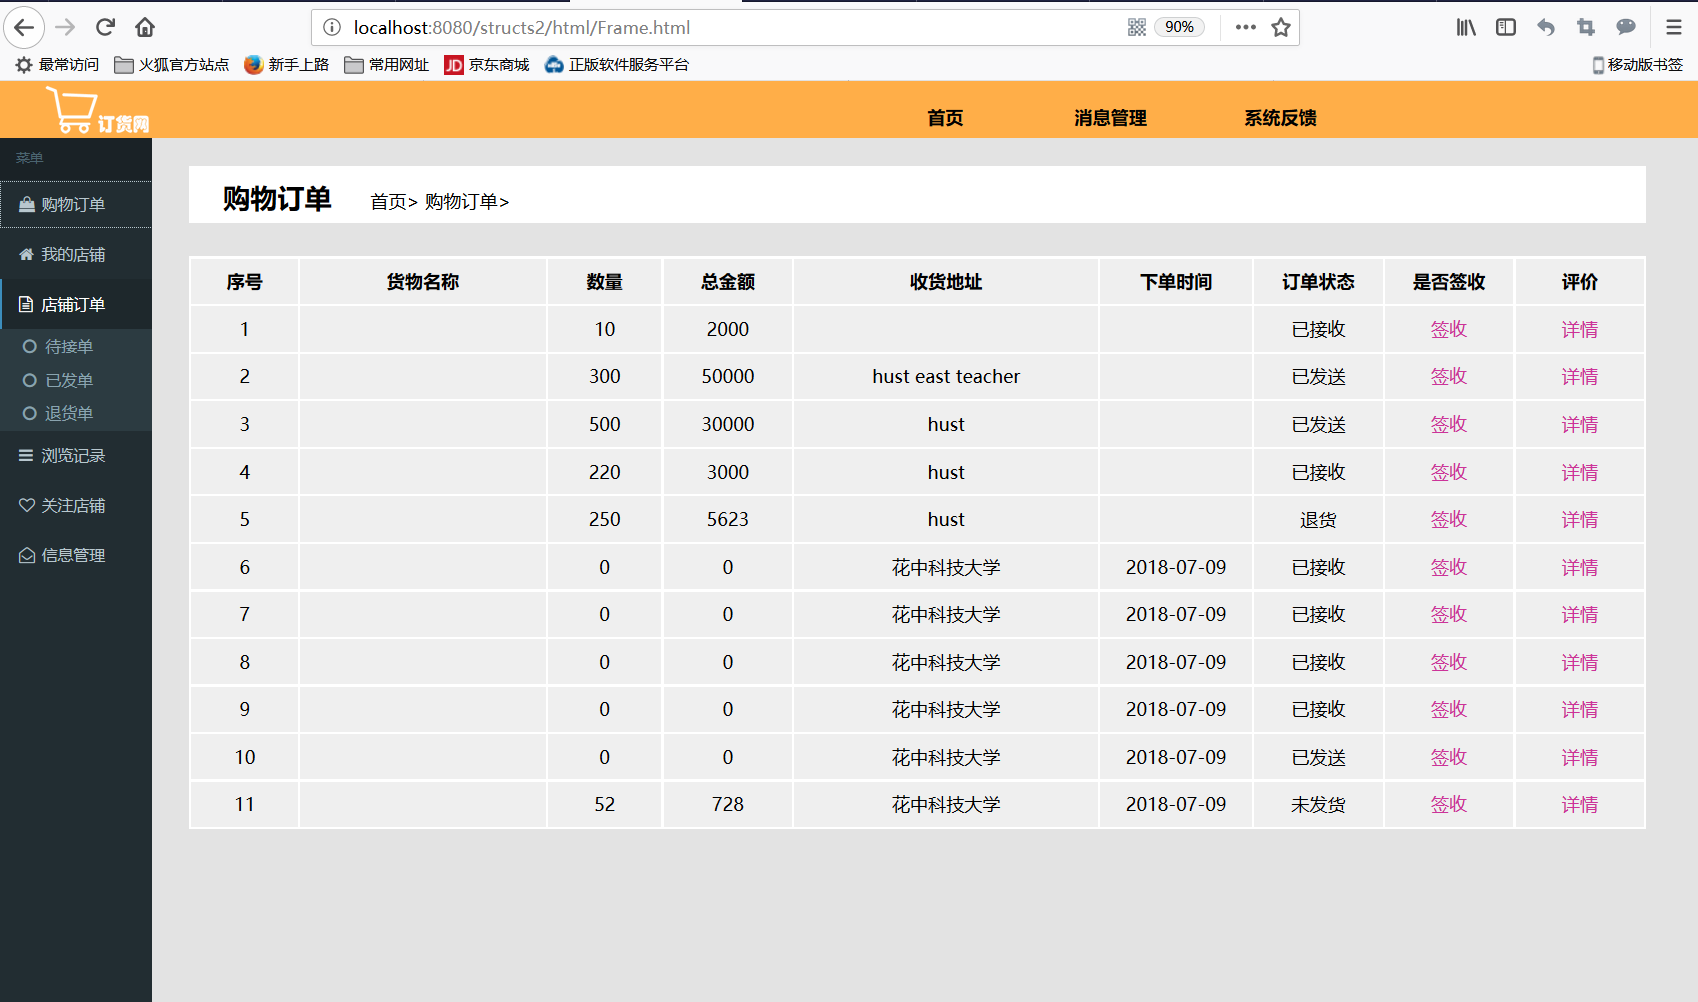 localhost:8080/structs2/html/Frame.html 90%
最常访问 火狐官方站点 新手上路 常用网址 JD 京东商城 正版软件服务平台 移动版书签
订货网 首页 消息管理 系统反馈
菜单
购物订单
我的店铺
店铺订单
待接单
已发单
退货单
浏览记录
关注店铺
信息管理
购物订单 首页> 购物订单>
序号 货物名称 数量 总金额 收货地址 下单时间 订单状态 是否签收 评价
1 10 2000 已接收 签收 详情
2 300 50000 hust east teacher 已发送 签收 详情
3 500 30000 hust 已发送 签收 详情
4 220 3000 hust 已接收 签收 详情
5 250 5623 hust 退货 签收 详情
6 0 0 花中科技大学 2018-07-09 已接收 签收 详情
7 0 0 花中科技大学 2018-07-09 已接收 签收 详情
8 0 0 花中科技大学 2018-07-09 已接收 签收 详情
9 0 0 花中科技大学 2018-07-09 已接收 签收 详情
10 0 0 花中科技大学 2018-07-09 已发送 签收 详情
11 52 728 花中科技大学 2018-07-09 未发货 签收 详情